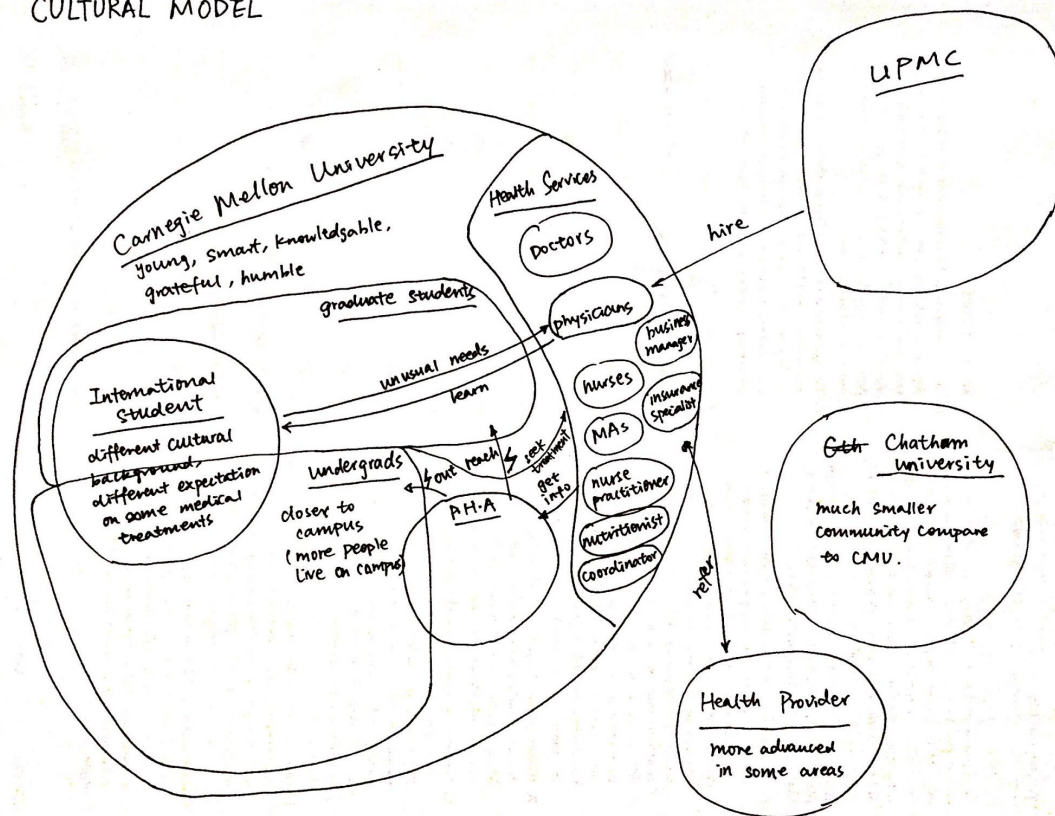 CULTURAL MODEL
UPMC
Carnegie Mellon University
young, smart, knowledgable,
grateful, humble
graduate students
International
student
different cultural
background,
different expectation
on some medical
treatments
unusual needs
learn
undergrads
closer to
campus
(more people
live on campus)
out reach
P.H.A
seek
treatment
get
info
Health Services
Doctors
physicians
business
manager
nurses
insurance
specialist
MAs
nurse
practitioner
nutritionist
coordinator
hire
refer
Chatham
University
much smaller
community compare
to CMU.
Health Provider
more advanced
in some areas